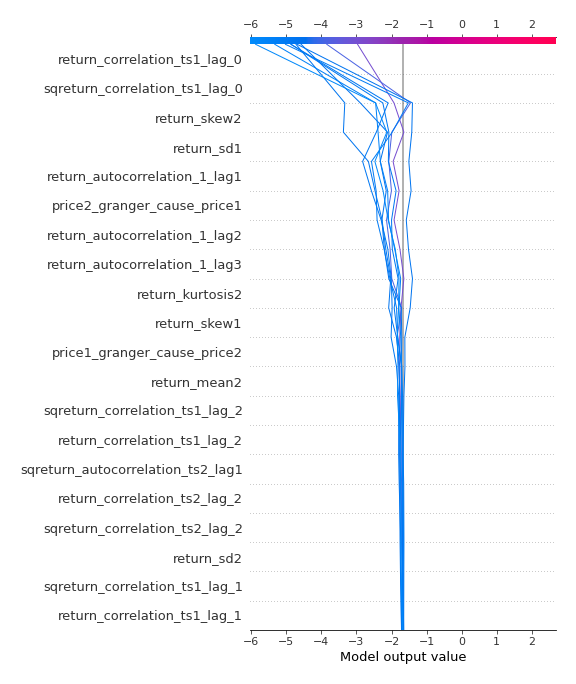 −6 −5 −4 −3 −2 −1 0 1 2
return_correlation_ts1_lag_0
sqreturn_correlation_ts1_lag_0
return_skew2
return_sd1
return_autocorrelation_1_lag1
price2_granger_cause_price1
return_autocorrelation_1_lag2
return_autocorrelation_1_lag3
return_kurtosis2
return_skew1
price1_granger_cause_price2
return_mean2
sqreturn_correlation_ts1_lag_2
return_correlation_ts1_lag_2
sqreturn_autocorrelation_ts2_lag1
return_correlation_ts2_lag_2
sqreturn_correlation_ts2_lag_2
return_sd2
sqreturn_correlation_ts1_lag_1
return_correlation_ts1_lag_1
−6 −5 −4 −3 −2 −1 0 1 2
Model output value